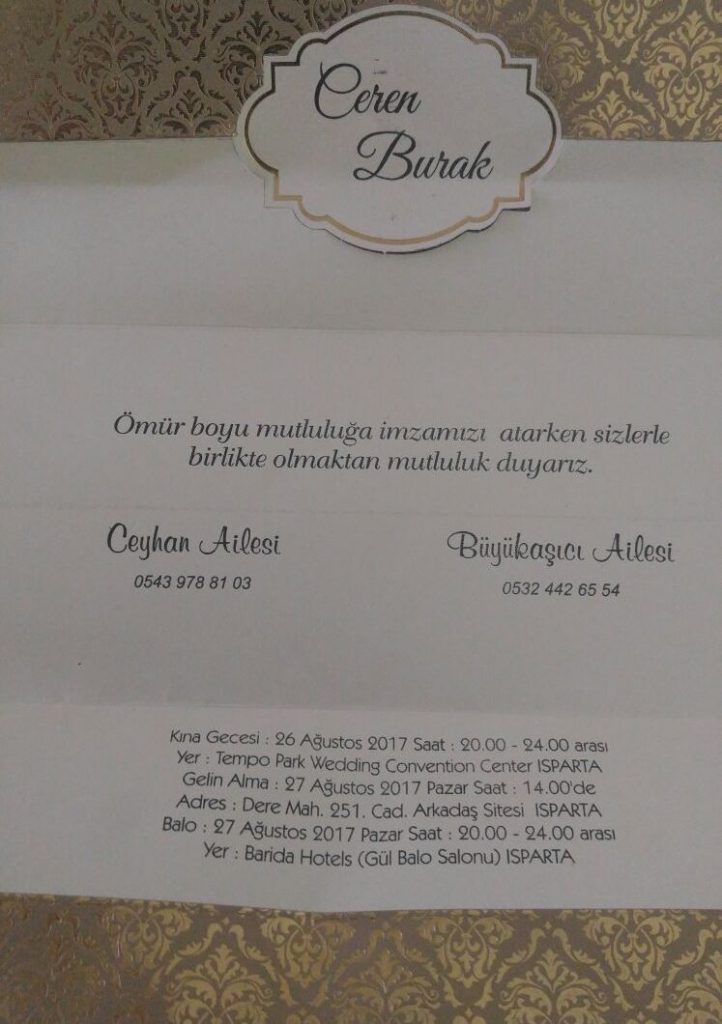 Ceren
Burak
Ömür boyu mutluluğa imzamızı atarken sizlerle
birlikte olmaktan mutluluk duyarız.
Ceyhan Ailesi
0543 978 81 03
Büyükaşıcı Ailesi
0532 442 65 54
Kına Gecesi : 26 Ağustos 2017 Saat : 20.00 - 24.00 arası
Yer : Tempo Park Wedding Convention Center ISPARTA
Gelin Alma : 27 Ağustos 2017 Pazar Saat : 14.00'de
Adres : Dere Mah. 251. Cad. Arkadaş Sitesi ISPARTA
Balo : 27 Ağustos 2017 Pazar Saat : 20.00 - 24.00 arası
Yer : Barida Hotels (Gül Balo Salonu) ISPARTA